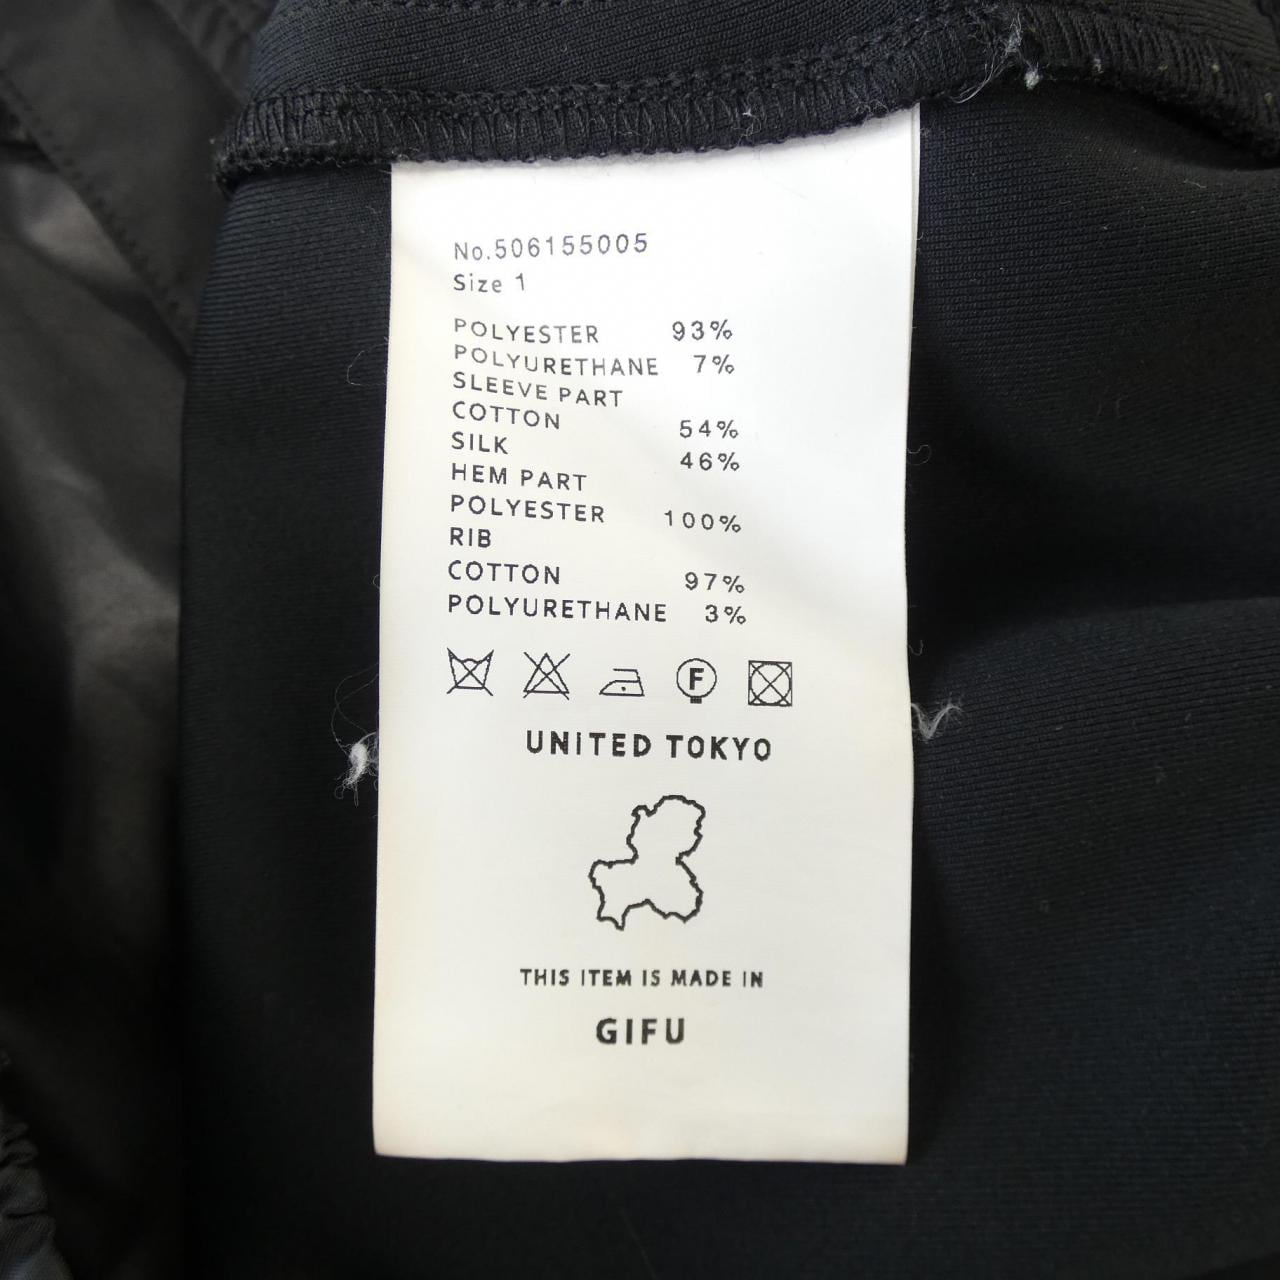 No.506155005
Size 1
POLYESTER 93%
POLYURETHANE 7%
SLEEVE PART
COTTON 54%
SILK 46%
HEM PART
POLYESTER 100%
RIB
COTTON 97%
POLYURETHANE 3%
F
UNITED TOKYO
THIS ITEM IS MADE IN
GIFU